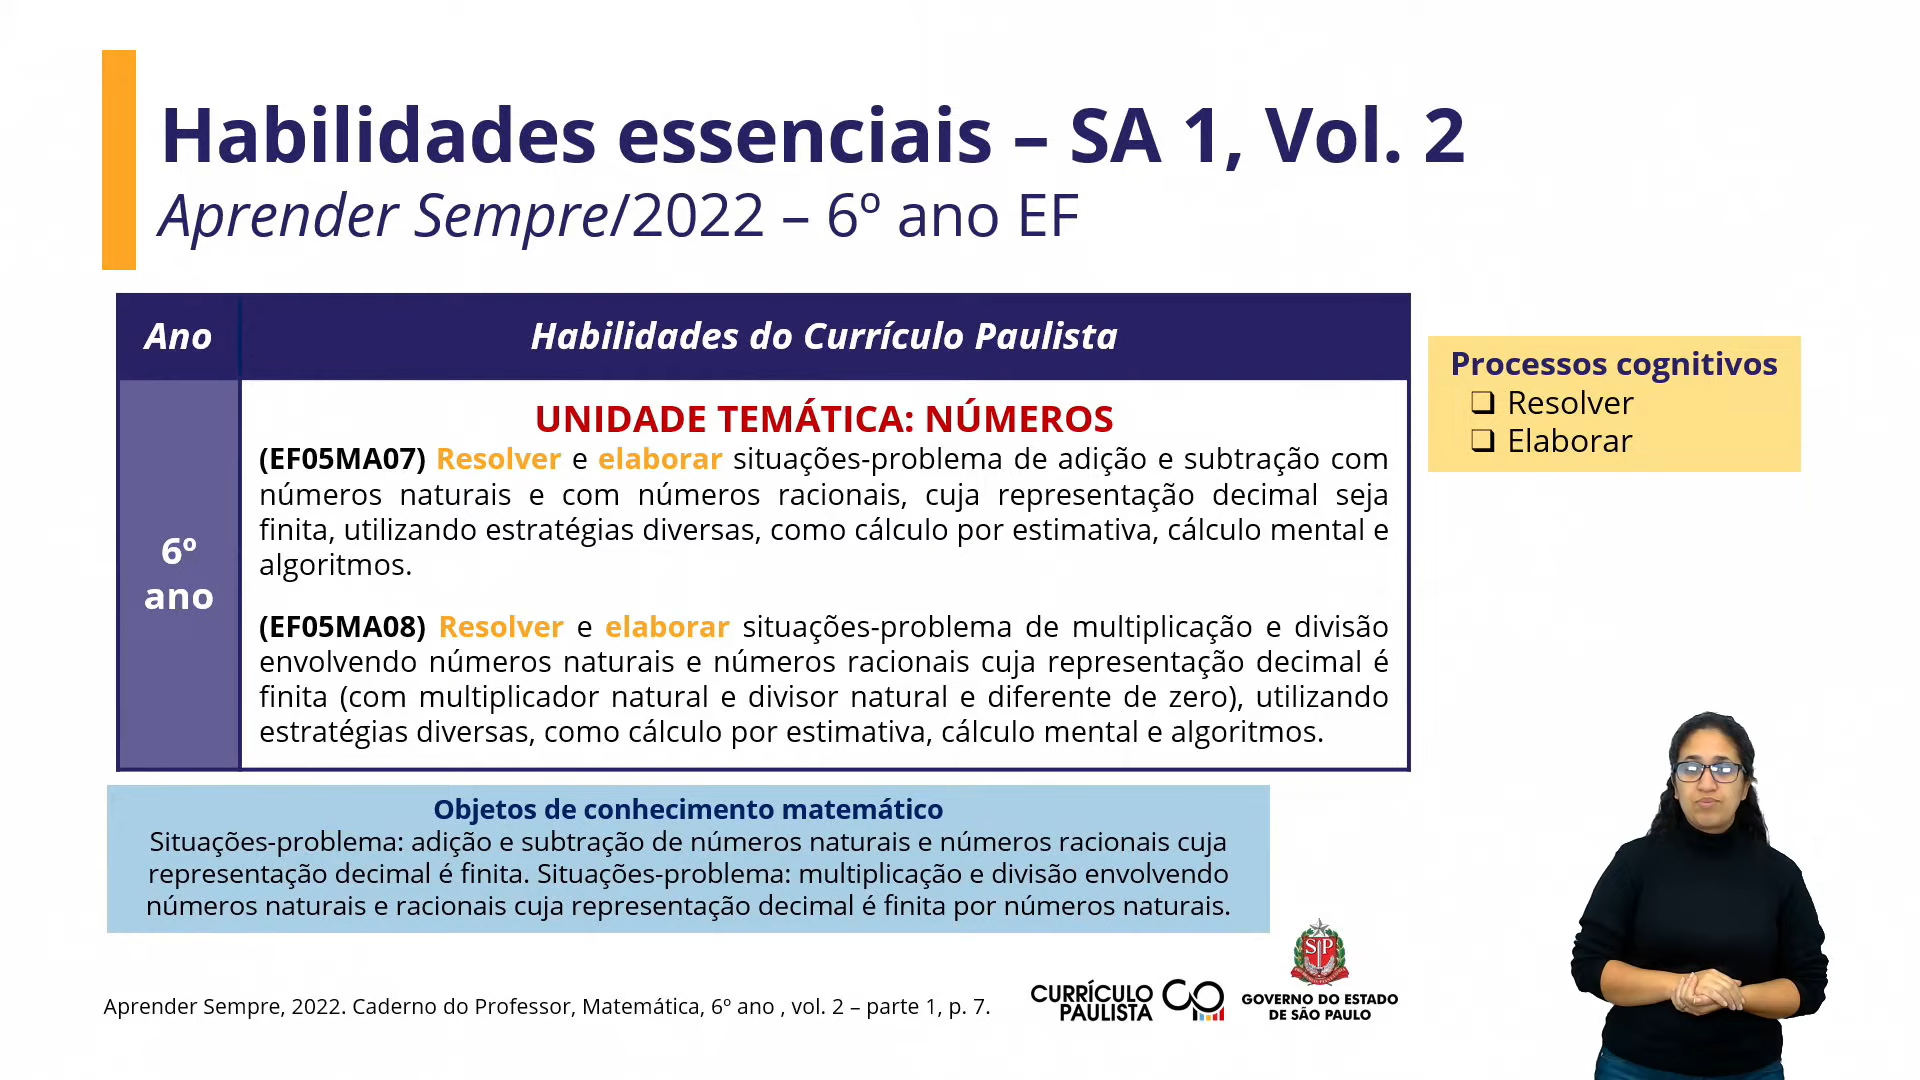 Habilidades essenciais – SA 1, Vol. 2
Aprender Sempre/2022 – 6º ano EF
Ano
Habilidades do Currículo Paulista
6º
ano
UNIDADE TEMÁTICA: NÚMEROS
(EF05MA07) Resolver e elaborar situações-problema de adição e subtração com
números naturais e com números racionais, cuja representação decimal seja
finita, utilizando estratégias diversas, como cálculo por estimativa, cálculo mental e
algoritmos.
(EF05MA08) Resolver e elaborar situações-problema de multiplicação e divisão
envolvendo números naturais e números racionais cuja representação decimal é
finita (com multiplicador natural e divisor natural e diferente de zero), utilizando
estratégias diversas, como cálculo por estimativa, cálculo mental e algoritmos.
Processos cognitivos
❑ Resolver
❑ Elaborar
Objetos de conhecimento matemático
Situações-problema: adição e subtração de números naturais e números racionais cuja
representação decimal é finita. Situações-problema: multiplicação e divisão envolvendo
números naturais e racionais cuja representação decimal é finita por números naturais.
Aprender Sempre, 2022. Caderno do Professor, Matemática, 6º ano , vol. 2 – parte 1, p. 7.
CURRÍCULO
PAULISTA
SP
GOVERNO DO ESTADO
DE SÃO PAULO